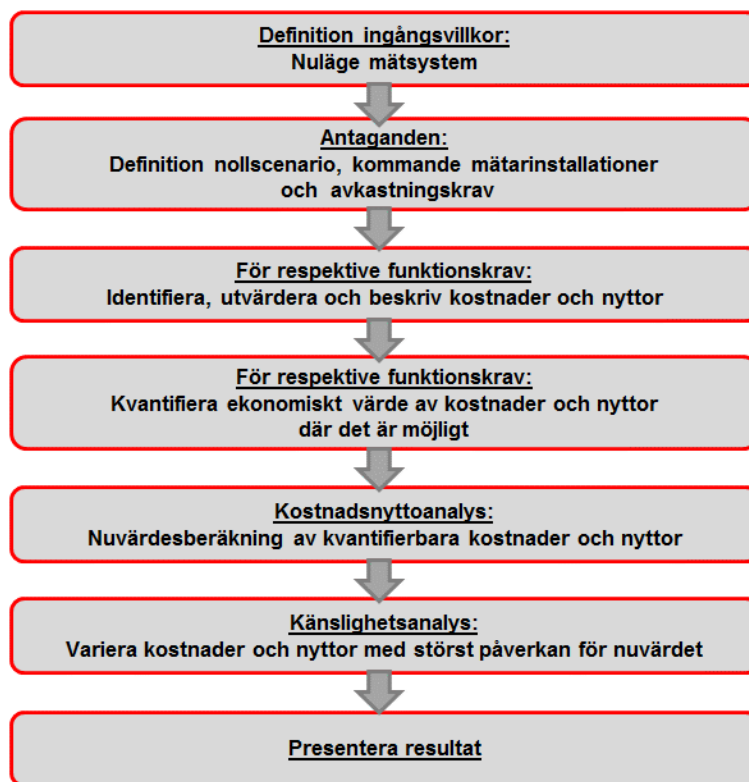 Definition ingångsvillkor:
Nuläge mätsystem
Antaganden:
Definition nollscenario, kommande mätarinstallationer
och avkastningskrav
För respektive funktionskrav:
Identifiera, utvärdera och beskriv kostnader och nyttor
För respektive funktionskrav:
Kvantifiera ekonomiskt värde av kostnader och nyttor
där det är möjligt
Kostnadsnyttoanalys:
Nuvärdesberäkning av kvantifierbara kostnader och nyttor
Känslighetsanalys:
Variera kostnader och nyttor med störst påverkan för nuvärdet
Presentera resultat